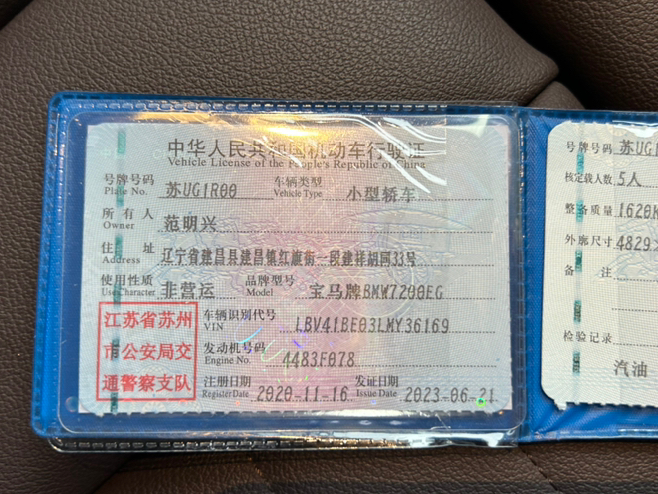 中华人民共和国机动车行驶证
Vehicle License of the People's Republic of China
号牌号码 苏UG1R00 车辆类型 小型轿车
Plate No. Vehicle Type
所有人 范明兴
Owner
住址 辽宁省建昌县建昌镇红旗街一段建祥胡同33号
Address
使用性质 非营运 品牌型号 宝马牌BMW7200EG
Use Character Model
江苏省苏州
市公安局交
通警察支队
车辆识别代号 LBV41BE03LMY36169
VIN
发动机号码 4483F078
Engine No.
注册日期 2020-11-16 发证日期 2023-06-21
Register Date Issue Date
号牌号码 苏UG1
核定载人数 5人
整备质量 1620K
外廓尺寸 4829
备注
检验记录
汽油